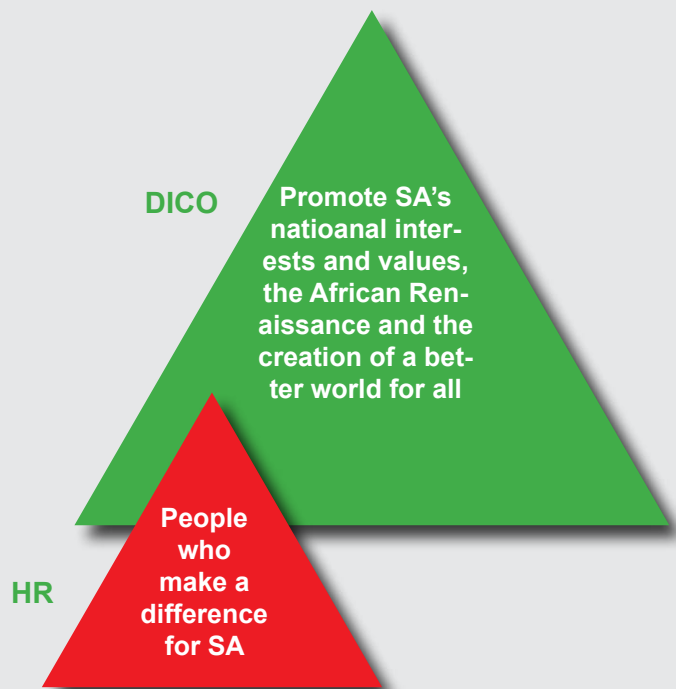 DICO
Promote SA's
natioanal inter-
ests and values,
the African Ren-
aissance and the
creation of a bet-
ter world for all
HR
People
who
make a
difference
for SA